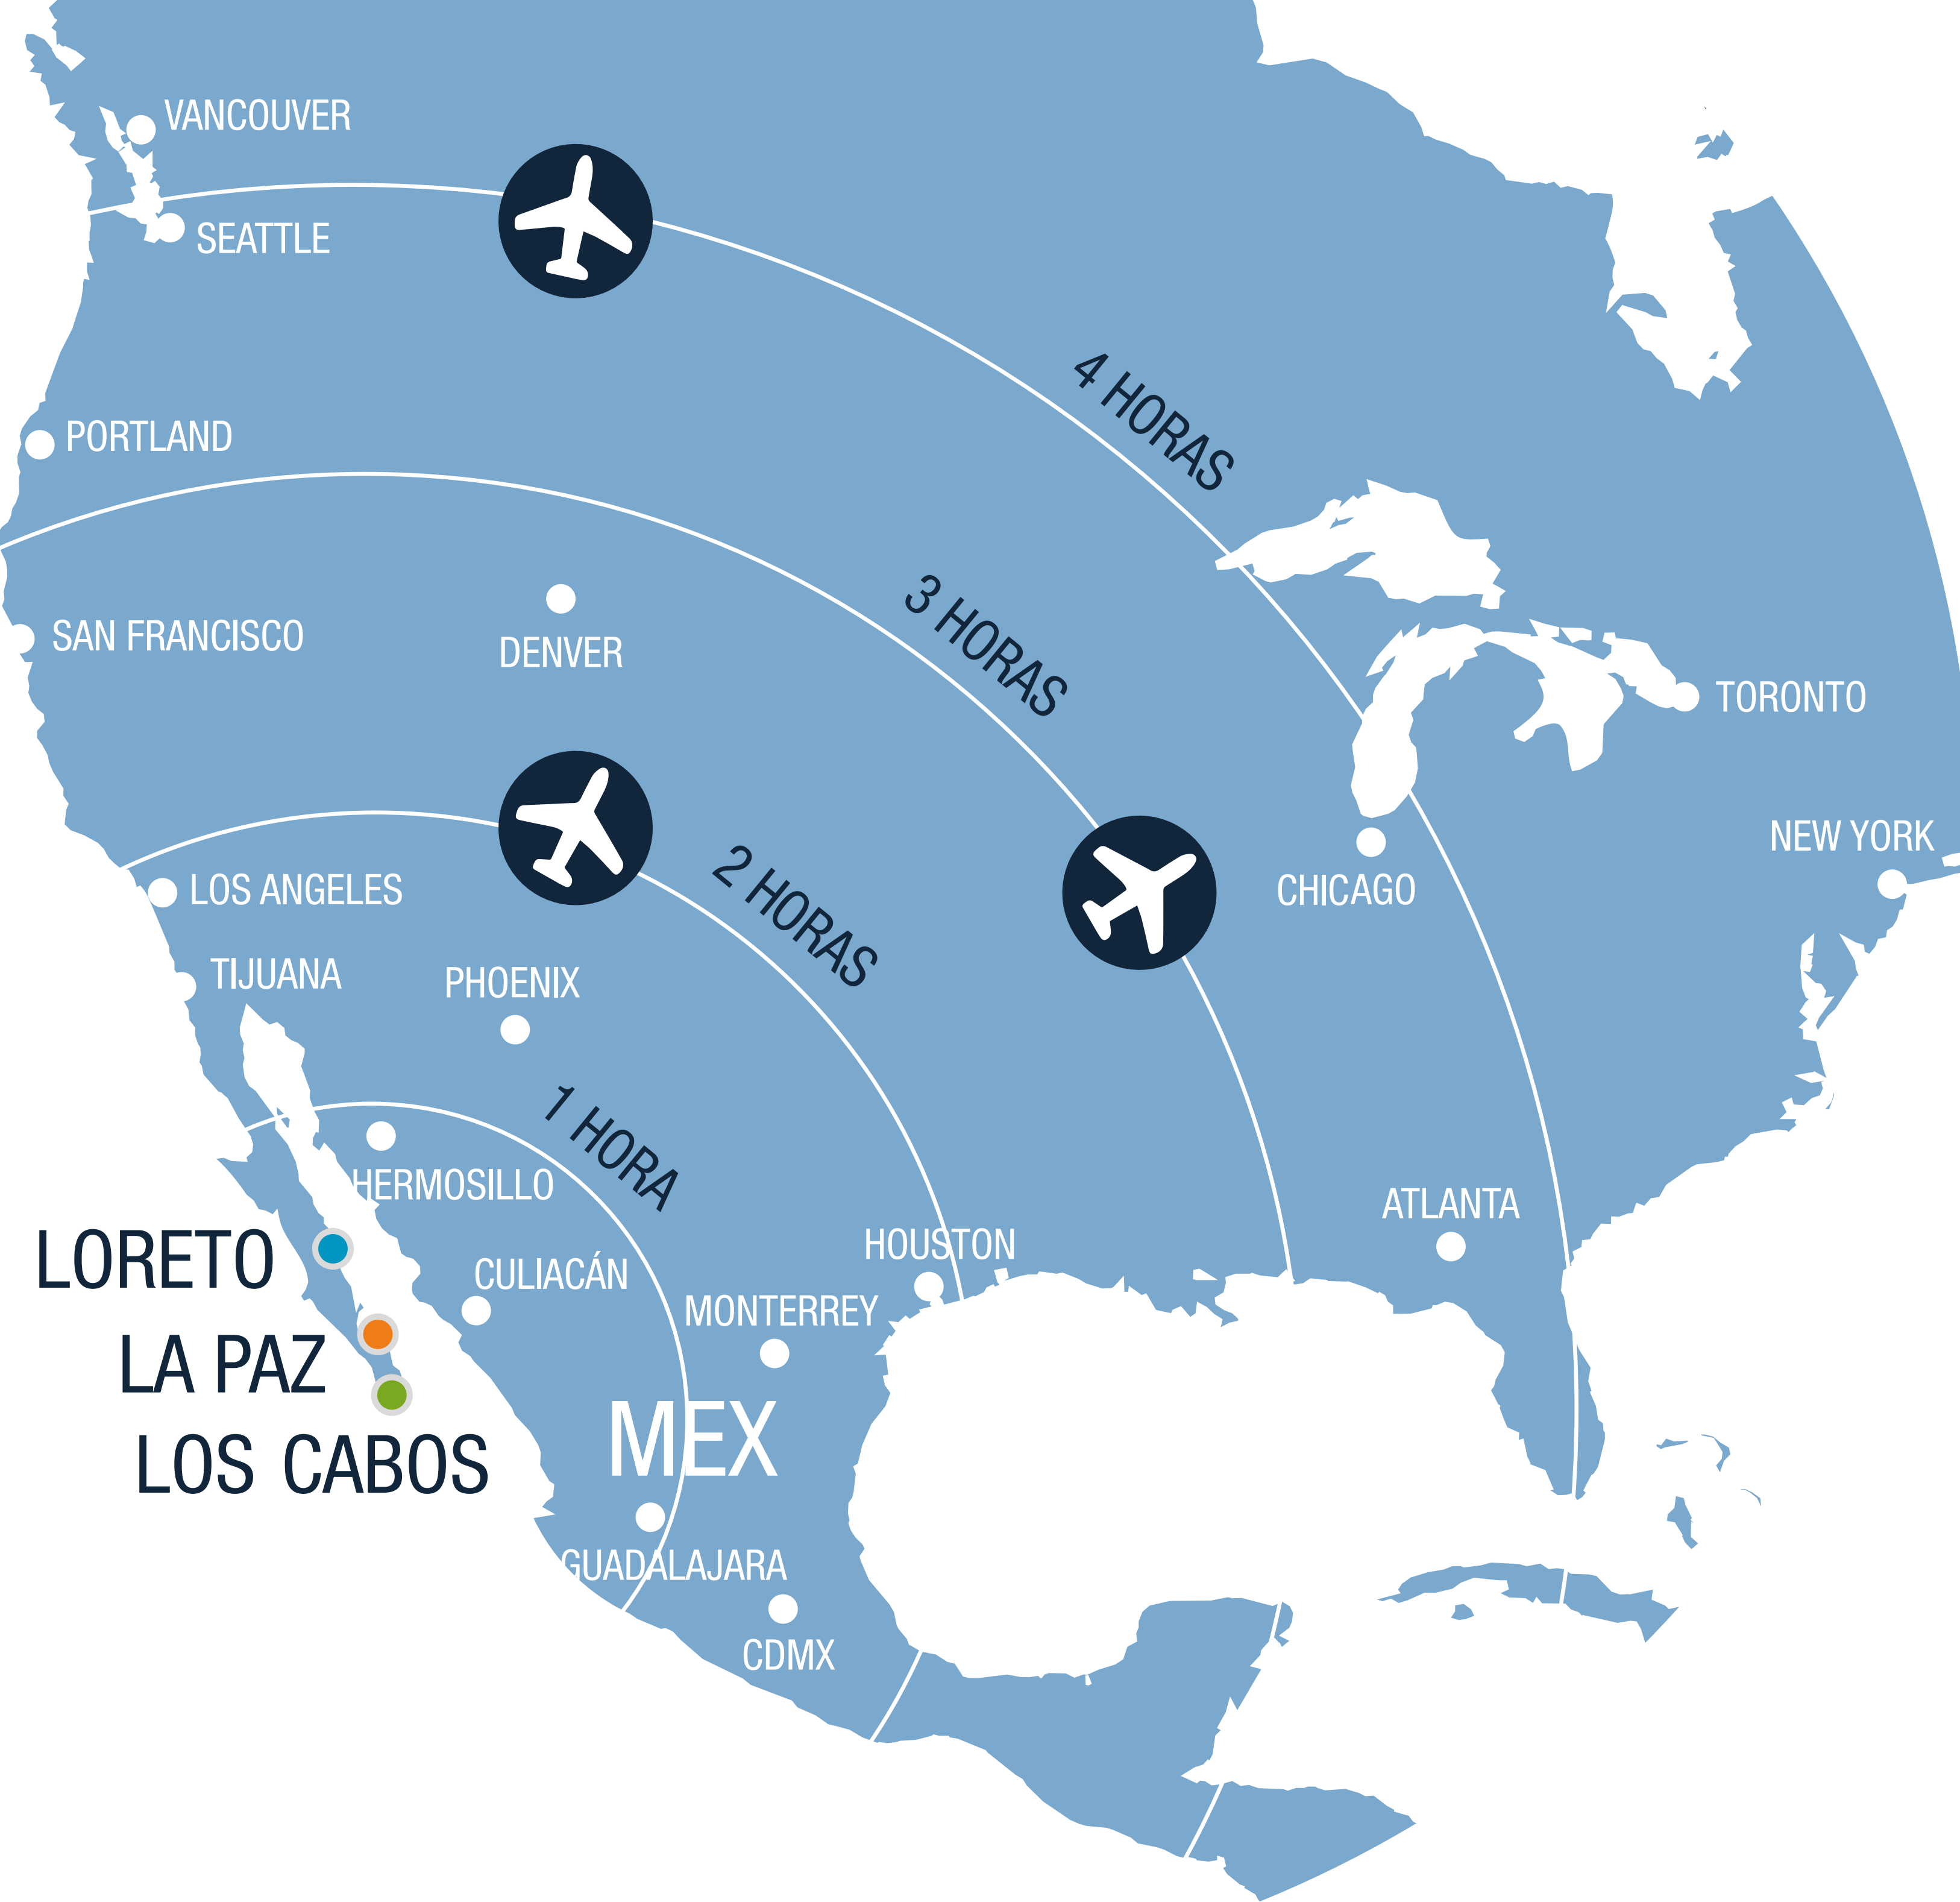 VANCOUVER
SEATTLE
4 HORAS
PORTLAND
3 HORAS
SAN FRANCISCO
DENVER
TORONTO
NEW YORK
2 HORAS
LOS ANGELES
CHICAGO
TIJUANA
PHOENIX
1 HORA
HERMOSILLO
ATLANTA
LORETO
HOUSTON
CULIACÁN
MONTERREY
LA PAZ
MEX
LOS CABOS
GUADALAJARA
CDMX